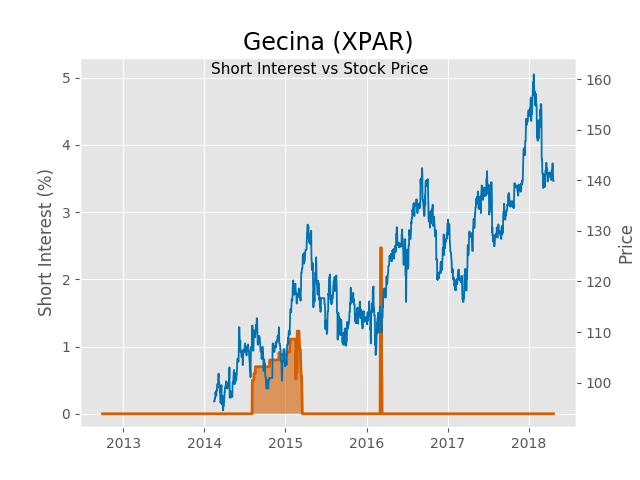 Gecina (XPAR)
Short Interest vs Stock Price
Short Interest (%)
5
4
3
2
1
0
160
150
140
130
120
110
100
Price
2013 2014 2015 2016 2017 2018